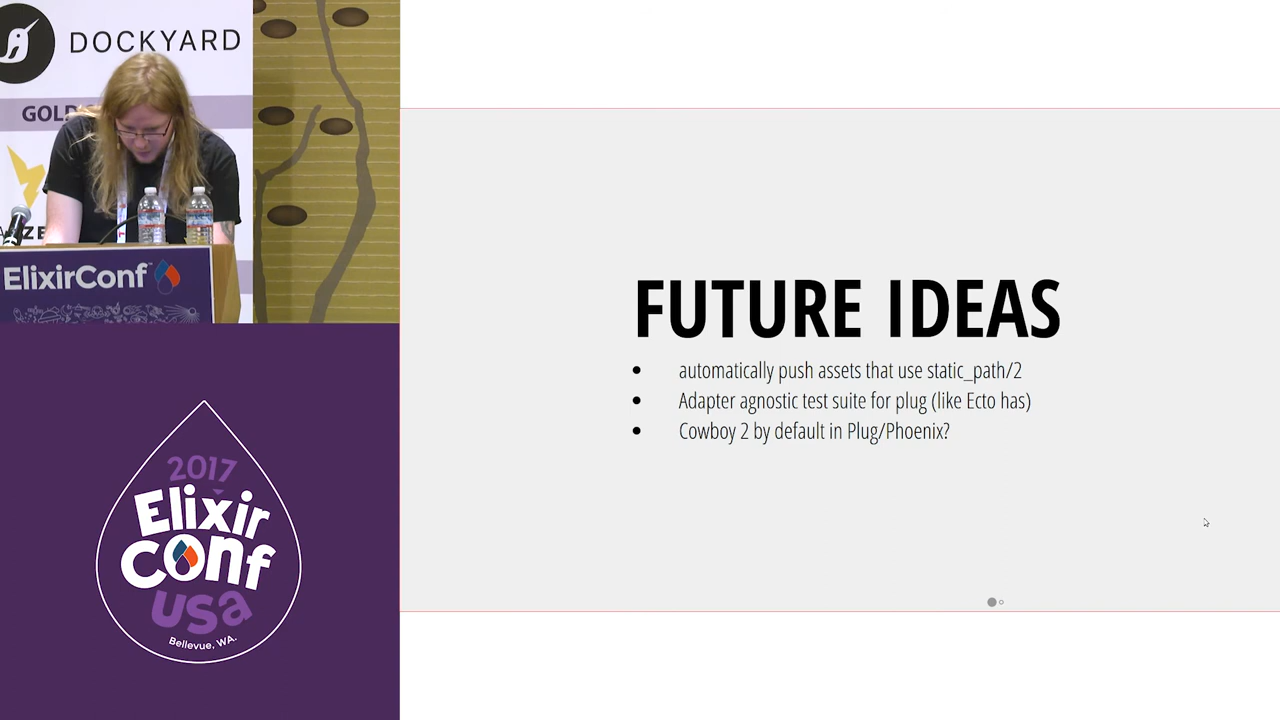 DOCKYARD
GOLD
ZE
ElixirConf
2017
Elixir
Conf
USA
Bellevue, WA.
FUTURE IDEAS
• automatically push assets that use static_path/2
• Adapter agnostic test suite for plug (like Ecto has)
• Cowboy 2 by default in Plug/Phoenix?